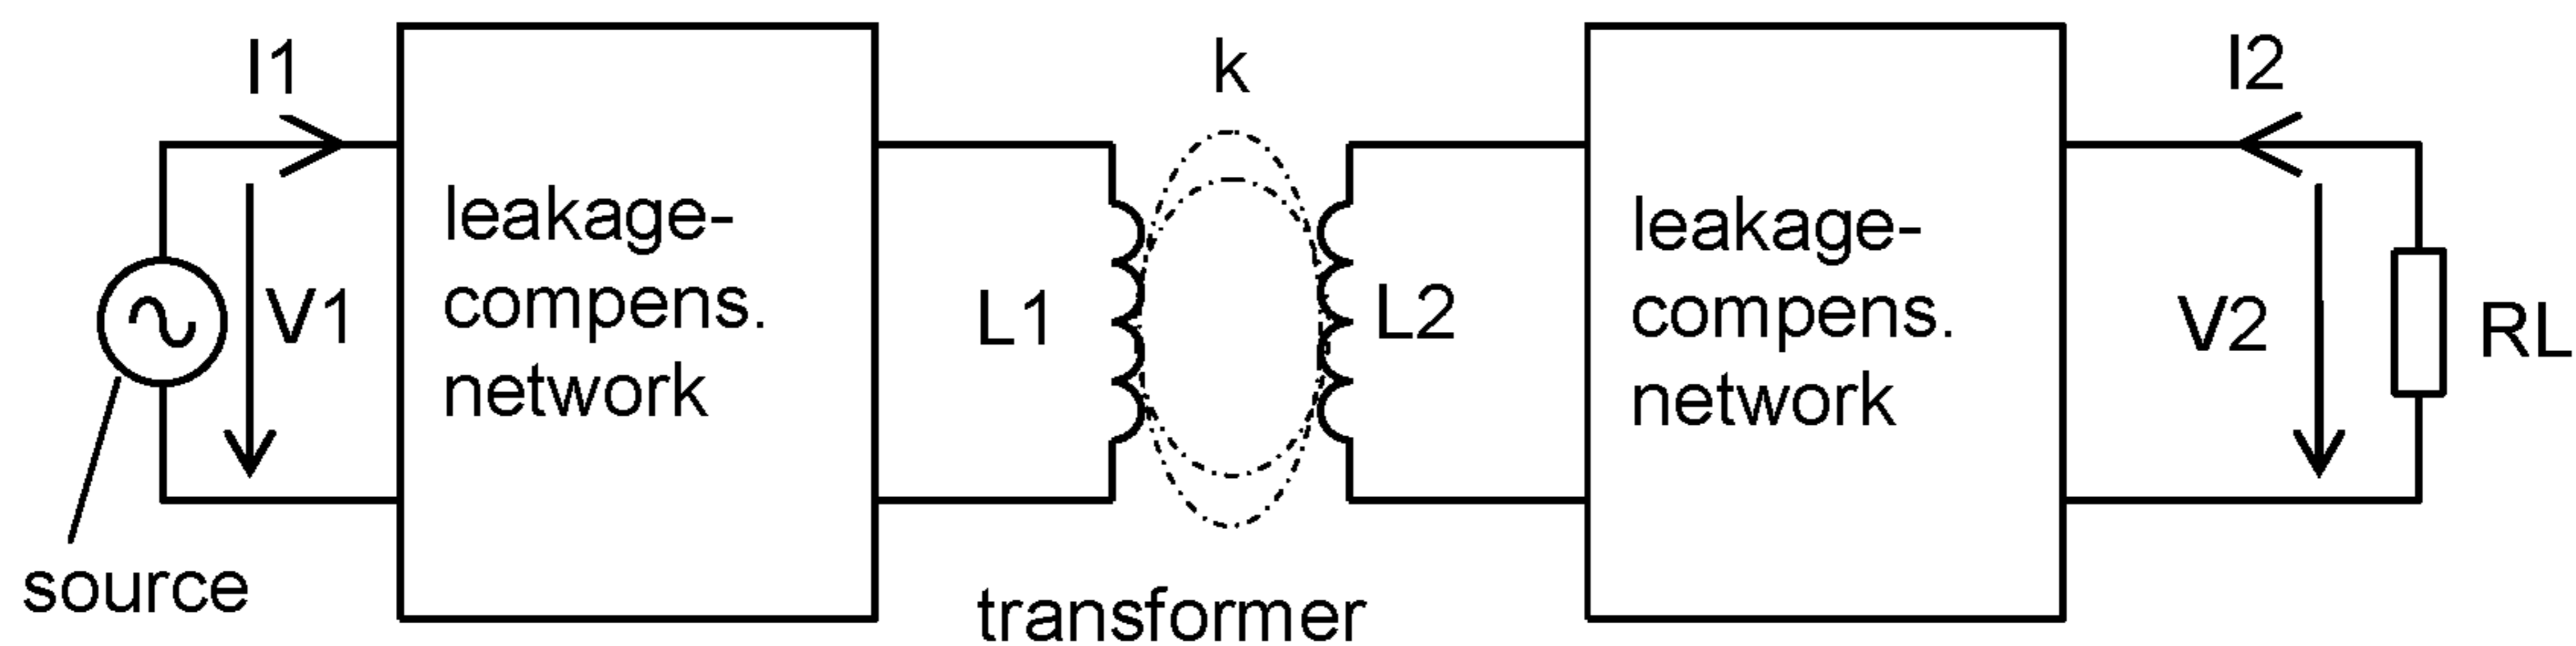 I1
k
I2
leakage-
compens.
network
leakage-
compens.
network
V1
L1
L2
V2
RL
source
transformer